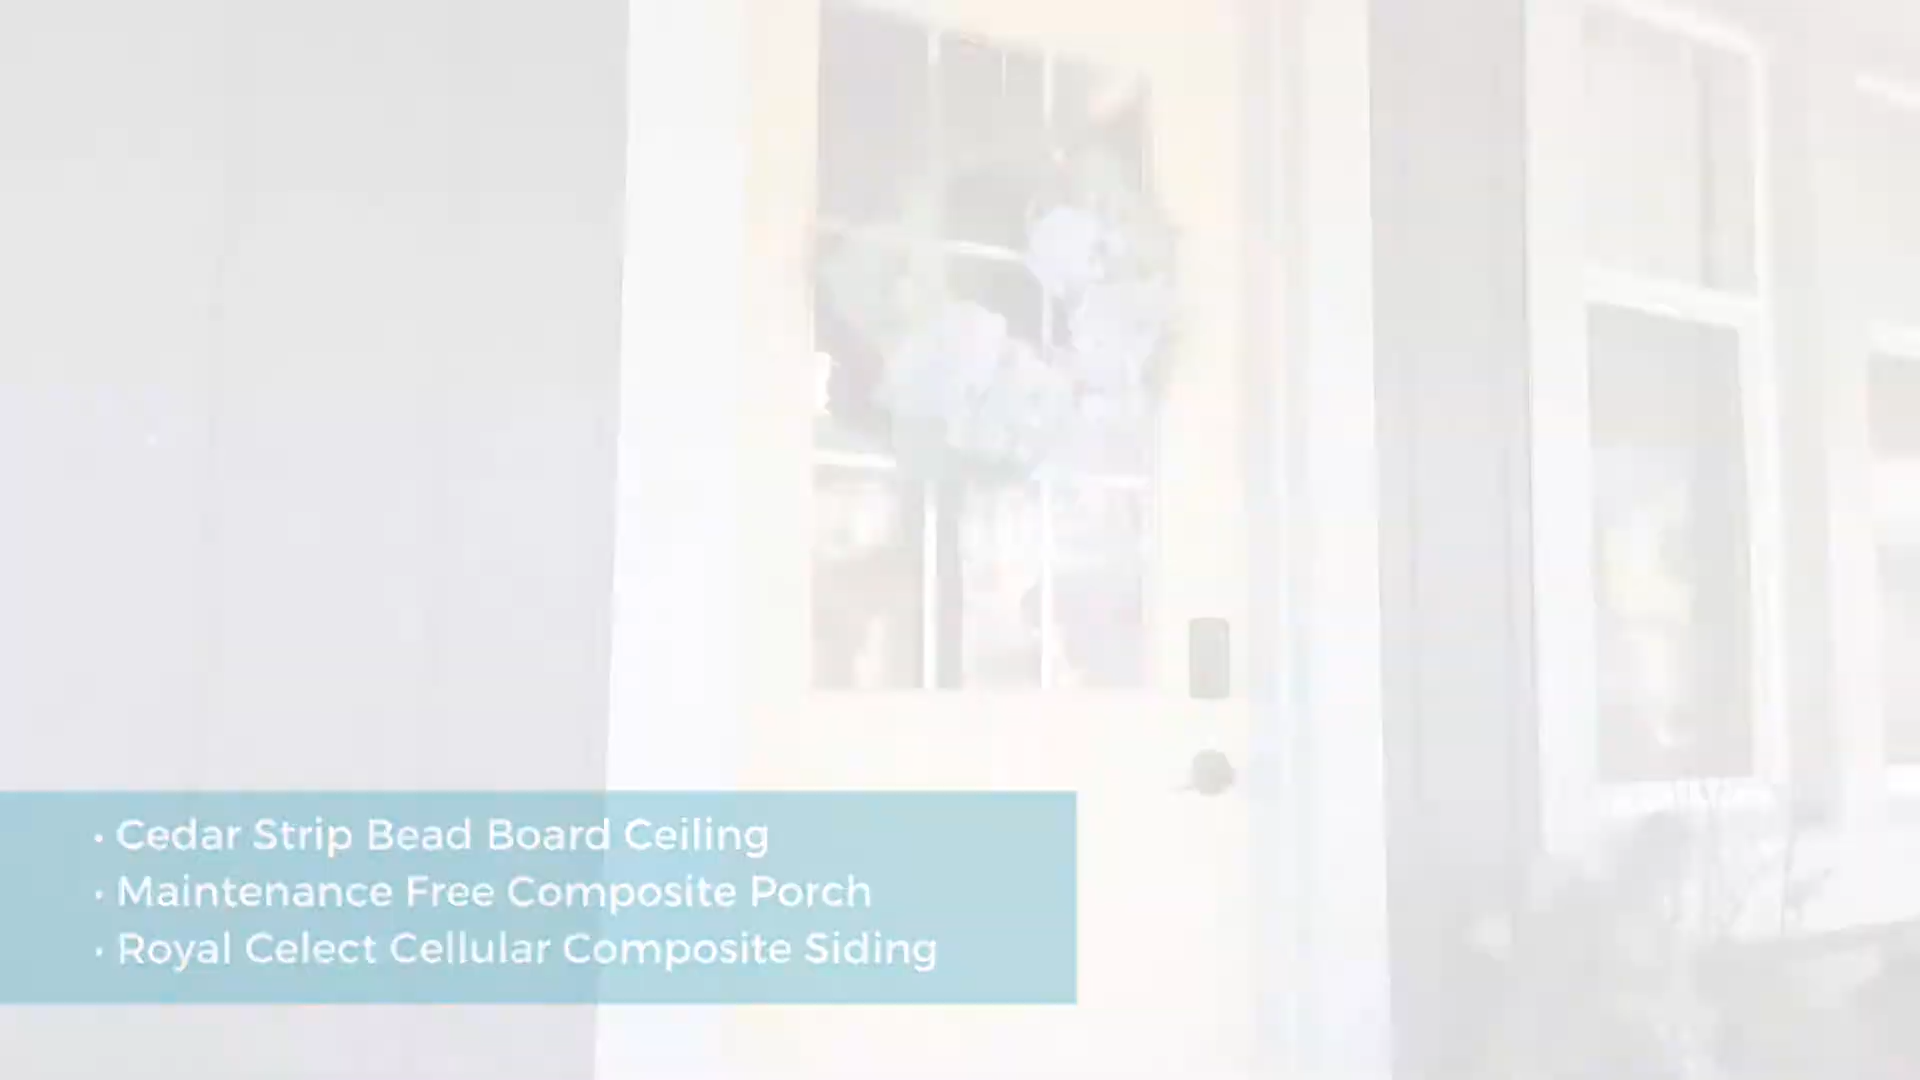 • Cedar Strip Bead Board Ceiling
• Maintenance Free Composite Porch
• Royal Celect Cellular Composite Siding